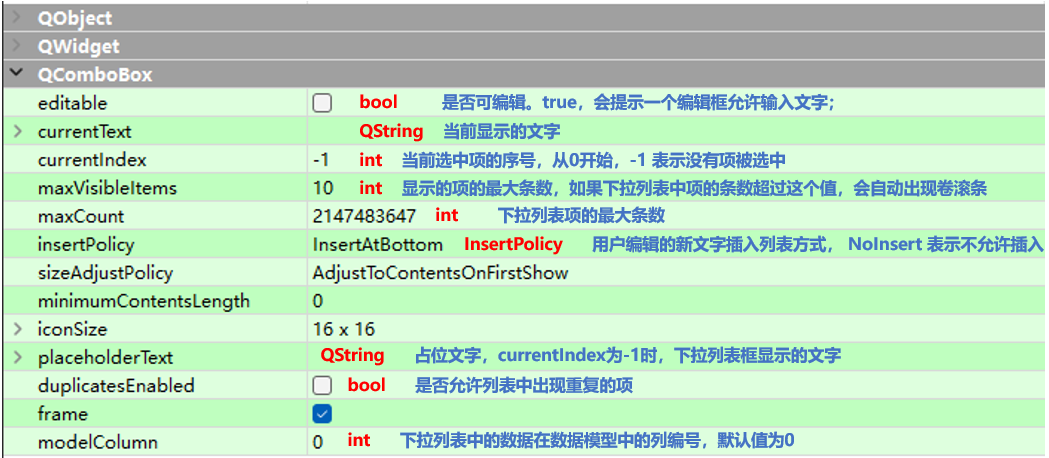 QObject
QWidget
QComboBox
editable bool 是否可编辑。true，会提示一个编辑框允许输入文字；
currentText QString 当前显示的文字
currentIndex -1 int 当前选中项的序号，从0开始，-1 表示没有项被选中
maxVisibleItems 10 int 显示的项的最大条数，如果下拉列表中项的条数超过这个值，会自动出现卷滚条
maxCount 2147483647 int 下拉列表项的最大条数
insertPolicy InsertAtBottom InsertPolicy 用户编辑的新文字插入列表方式， NoInsert 表示不允许插入
sizeAdjustPolicy AdjustToContentsOnFirstShow
minimumContentsLength 0
iconSize 16 x 16
placeholderText QString 占位文字，currentIndex为-1时，下拉列表框显示的文字
duplicatesEnabled bool 是否允许列表中出现重复的项
frame
modelColumn 0 int 下拉列表中的数据在数据模型中的列编号，默认值为0